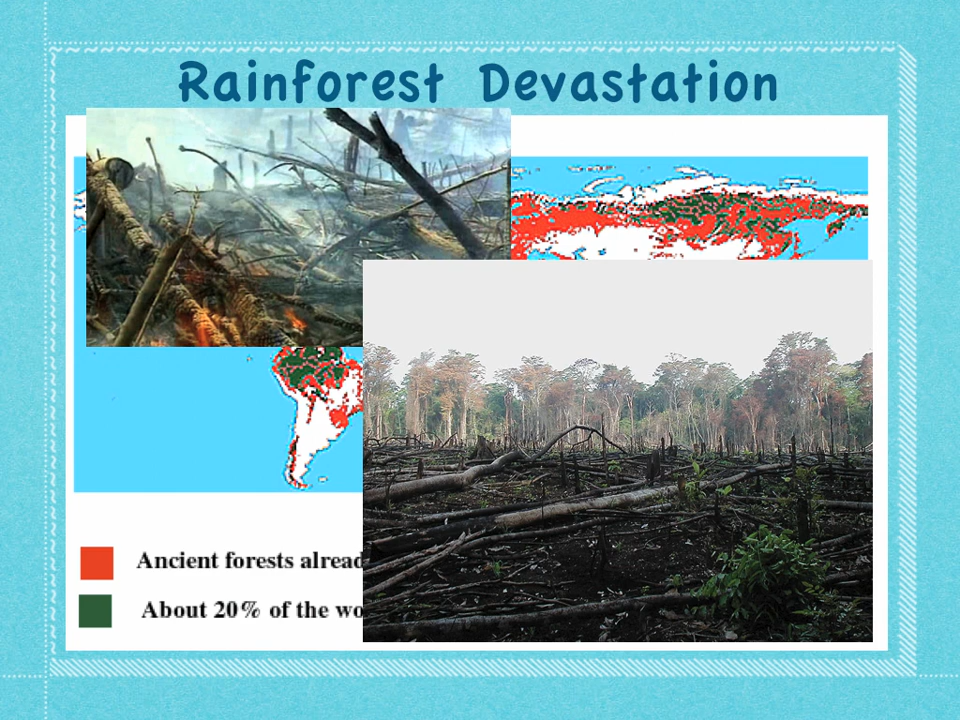 Rainforest Devastation
Ancient forests alread
About 20% of the wo